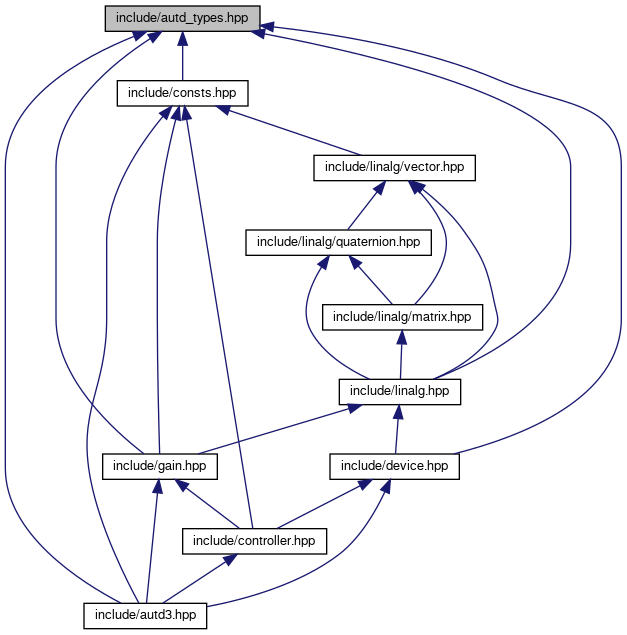 include/autd_types.hpp
include/consts.hpp
include/linalg/vector.hpp
include/linalg/quaternion.hpp
include/linalg/matrix.hpp
include/linalg.hpp
include/gain.hpp
include/device.hpp
include/controller.hpp
include/autd3.hpp